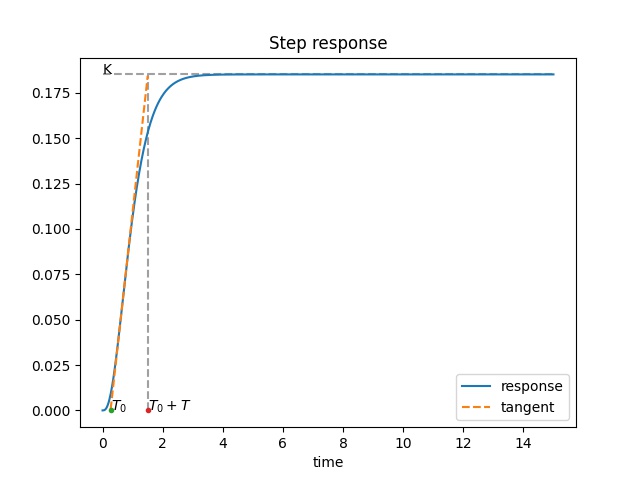 Step response
K
0.175
0.150
0.125
0.100
0.075
0.050
0.025
0.000
T₀
T₀ + T
response
tangent
0 2 4 6 8 10 12 14
time